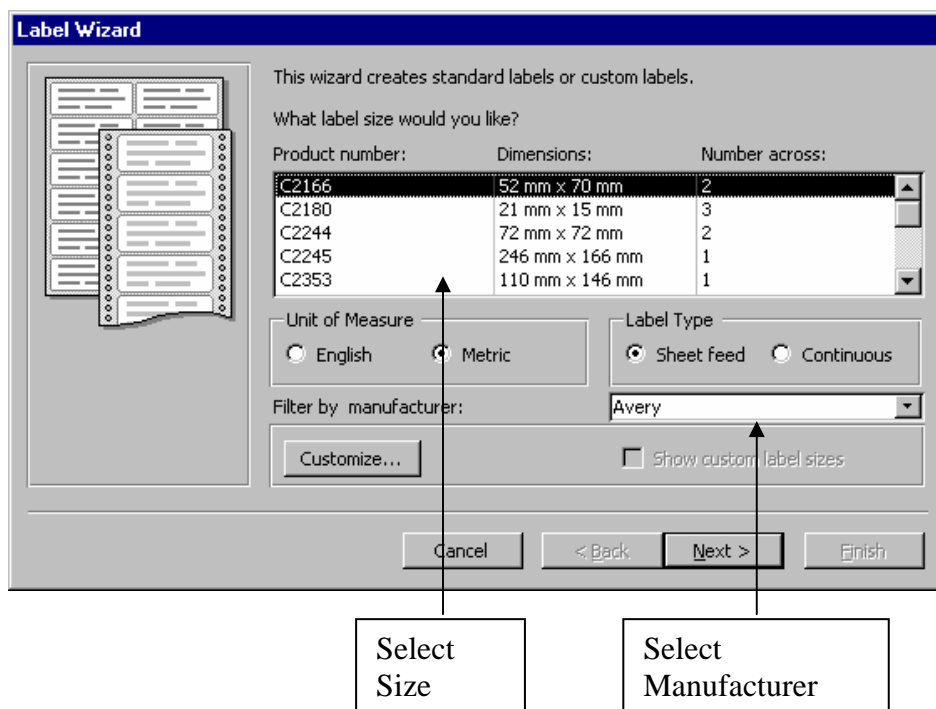 Label Wizard
This wizard creates standard labels or custom labels.
What label size would you like?
Product number: Dimensions: Number across:
C2166 52 mm x 70 mm 2
C2180 21 mm x 15 mm 3
C2244 72 mm x 72 mm 2
C2245 246 mm x 166 mm 1
C2353 110 mm x 146 mm 1
Unit of Measure Label Type
English Metric Sheet feed Continuous
Filter by manufacturer: Avery
Customize... Show custom label sizes
Cancel < Back Next > Finish
Select Select
Size Manufacturer